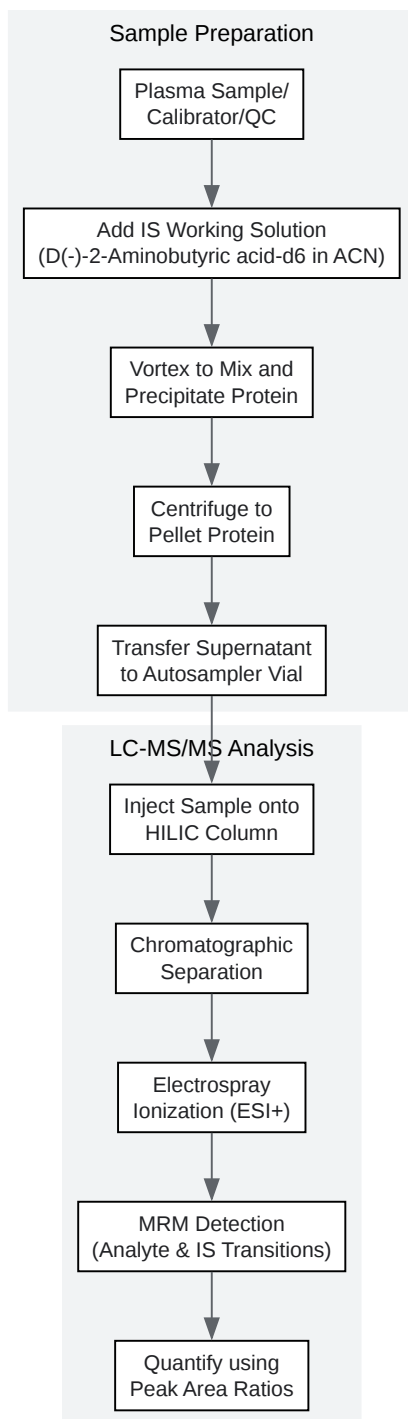 Sample Preparation
Plasma Sample/
Calibrator/QC
Add IS Working Solution
(D(-)-2-Aminobutyric acid-d6 in ACN)
Vortex to Mix and
Precipitate Protein
Centrifuge to
Pellet Protein
Transfer Supernatant
to Autosampler Vial
LC-MS/MS Analysis
Inject Sample onto
HILIC Column
Chromatographic
Separation
Electrospray
Ionization (ESI+)
MRM Detection
(Analyte & IS Transitions)
Quantify using
Peak Area Ratios